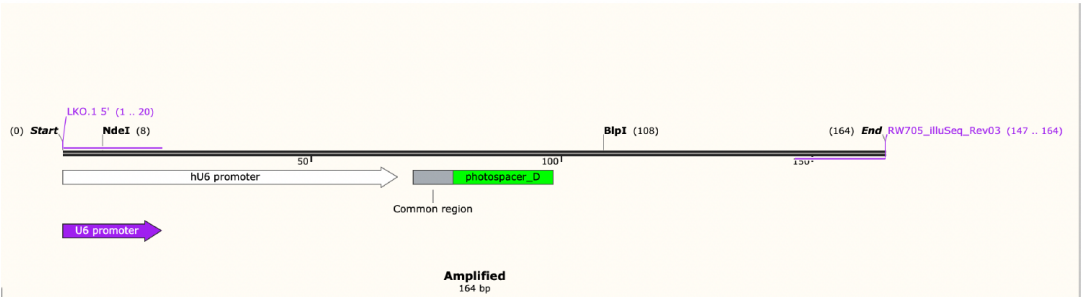 LKO.1 5' (1 .. 20)
(0) Start NdeI (8) BlpI (108) (164) End RW705_illuSeq_Rev03 (147 .. 164)
50 100 150
hU6 promoter photospacer_D
Common region
U6 promoter
Amplified
164 bp